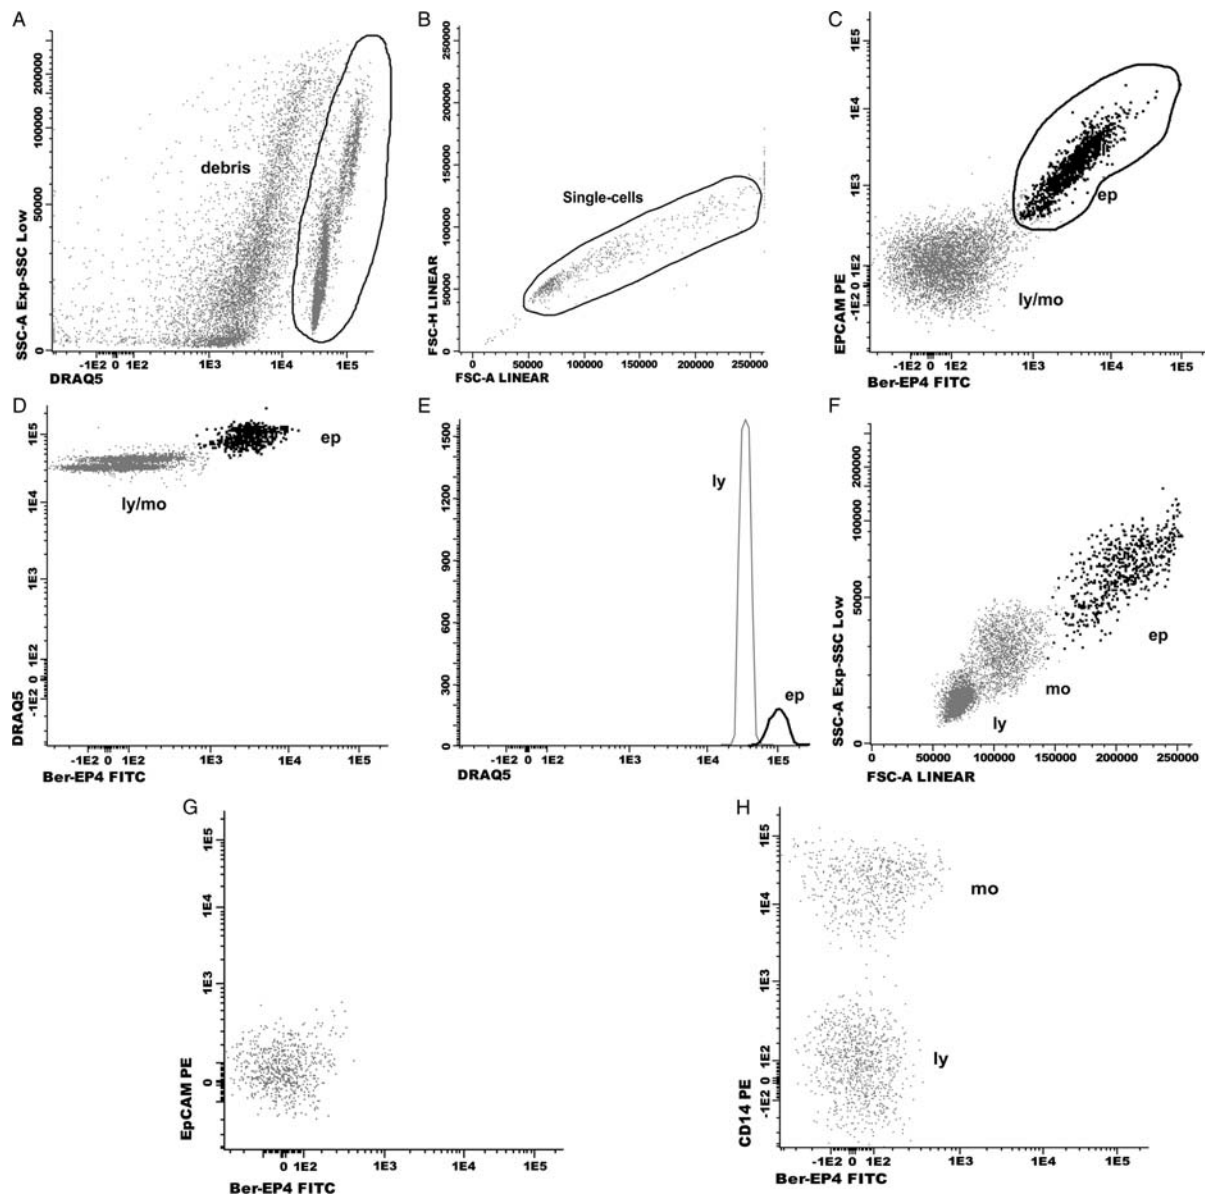 A
SSC-A Exp-SSC Low
200000
100000
50000
0
debris
-1E2 0 1E2 1E3 1E4 1E5
DRAQ5
B
FSC-H LINEAR
250000
200000
150000
100000
50000
0
Single-cells
0 50000 100000 150000 200000 250000
FSC-A LINEAR
C
EPCAM PE
1E5
1E4
1E3
-1E2 0 1E2
ep
ly/mo
-1E2 0 1E2 1E3 1E4 1E5
Ber-EP4 FITC
D
DRAQ5
1E5
1E4
1E3
-1E2 0 1E2
ep
ly/mo
-1E2 0 1E2 1E3 1E4 1E5
Ber-EP4 FITC
E
1500
1200
900
600
300
0
ly
ep
-1E2 0 1E2 1E3 1E4 1E5
DRAQ5
F
SSC-A Exp-SSC Low
200000
100000
50000
0
ep
mo
ly
50000 100000 150000 200000 250000
FSC-A LINEAR
G
EpCAM PE
1E5
1E4
1E3
0
0 1E2 1E3 1E4 1E5
Ber-EP4 FITC
H
CD14 PE
1E5
1E4
1E3
-1E2 0 1E2
mo
ly
-1E2 0 1E2 1E3 1E4 1E5
Ber-EP4 FITC